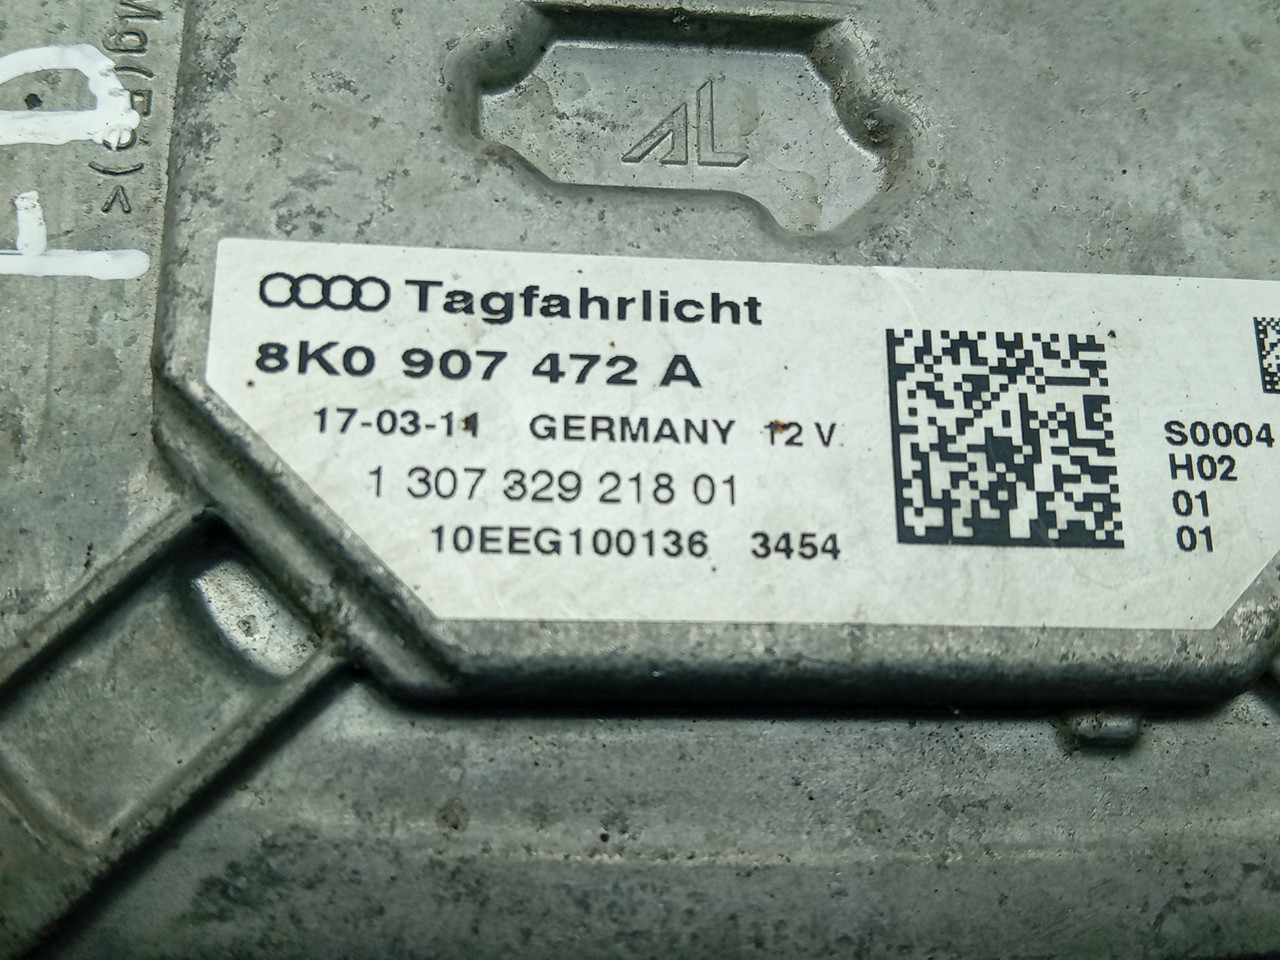 AL
Tagfahrlicht
8K0 907 472 A
17-03-11 GERMANY 12 V
1 307 329 218 01
10EEG100136 3454
S0004
H02
01
01